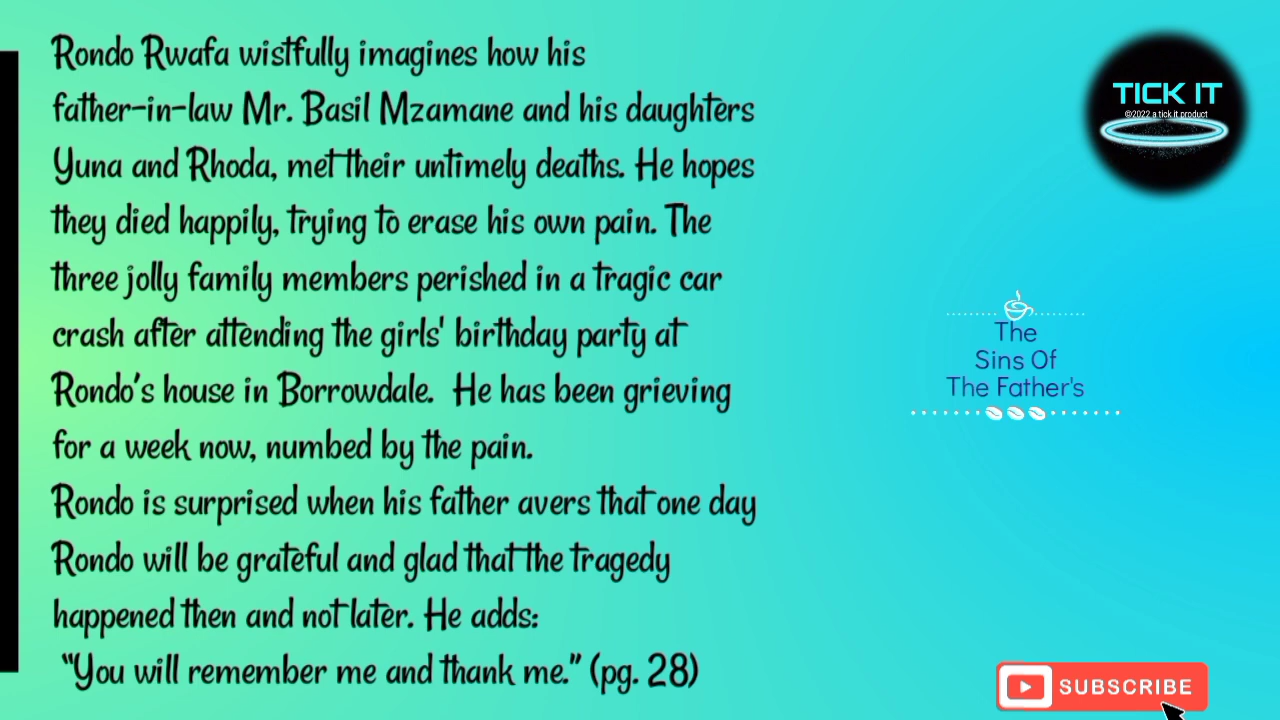 Rondo Rwafa wistfully imagines how his
father-in-law Mr. Basil Mzamane and his daughters
Yuna and Rhoda, met their untimely deaths. He hopes
they died happily, trying to erase his own pain. The
three jolly family members perished in a tragic car
crash after attending the girls' birthday party at
Rondo's house in Borrowdale. He has been grieving
for a week now, numbed by the pain.
Rondo is surprised when his father avers that one day
Rondo will be grateful and glad that the tragedy
happened then and not later. He adds:
“You will remember me and thank me.” (pg. 28)
TICK IT
©2022 a tick it product
The
Sins Of
The Father's
SUBSCRIBE